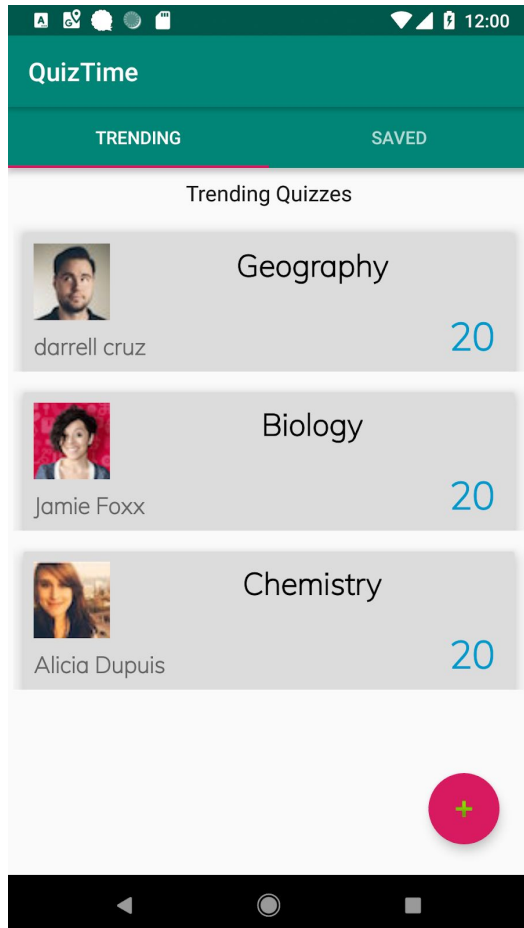 12:00
QuizTime
TRENDING SAVED
Trending Quizzes
Geography
20
darrell cruz
Biology
20
Jamie Foxx
Chemistry
20
Alicia Dupuis
+